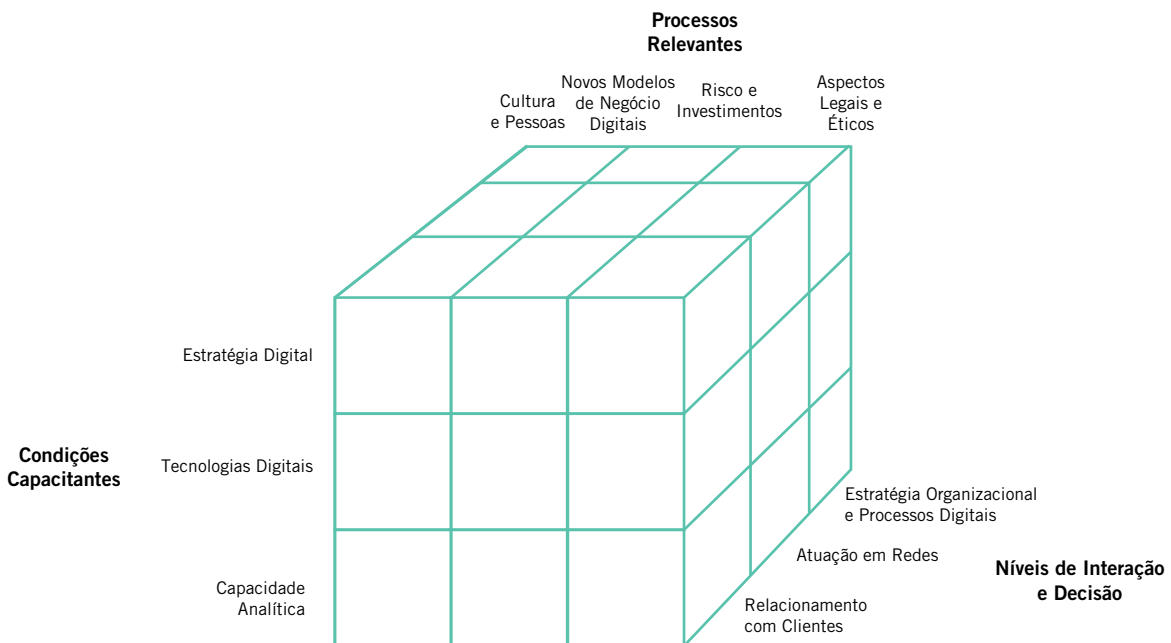 Processos
Relevantes
Cultura
e Pessoas
Novos Modelos
de Negócio
Digitais
Risco e
Investimentos
Aspectos
Legais e
Éticos
Estratégia Digital
Condições
Capacitantes
Tecnologias Digitais
Capacidade
Analítica
Estratégia Organizacional
e Processos Digitais
Atuação em Redes
Relacionamento
com Clientes
Níveis de Interação
e Decisão